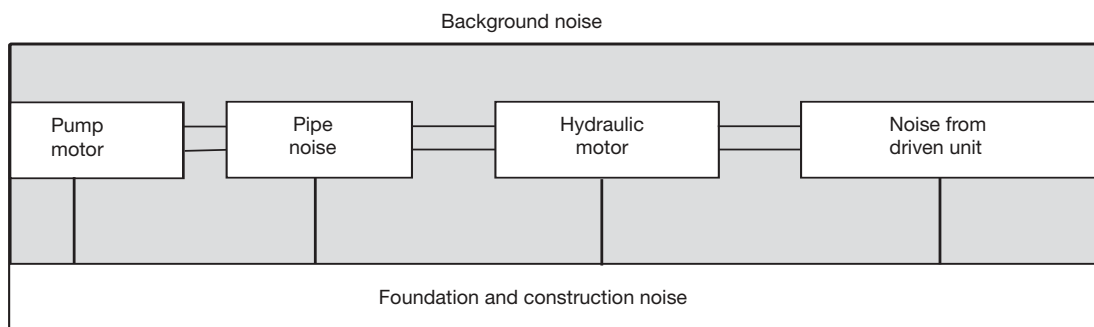 Background noise
Pump
motor
Pipe
noise
Hydraulic
motor
Noise from
driven unit
Foundation and construction noise